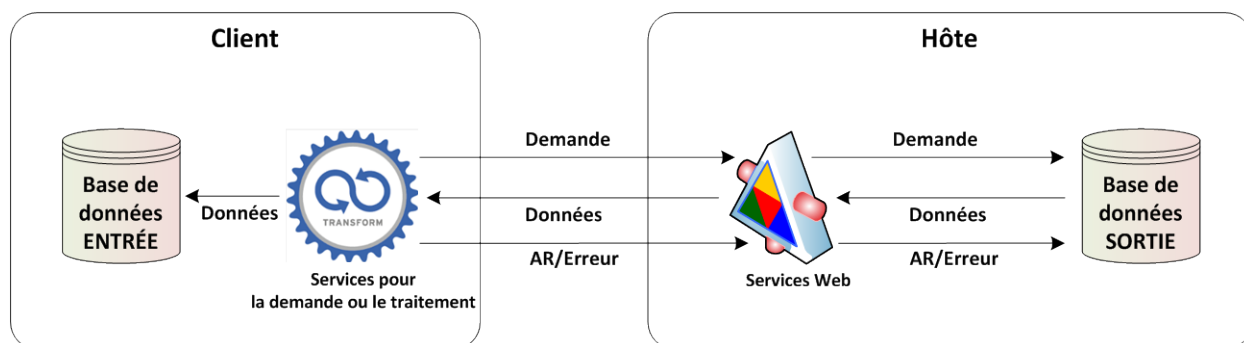 Client
Hôte
Base de
données
ENTRÉE
Données
TRANSFORM
Services pour
la demande ou le traitement
Demande
Données
AR/Erreur
Services Web
Demande
Données
AR/Erreur
Base de
données
SORTIE